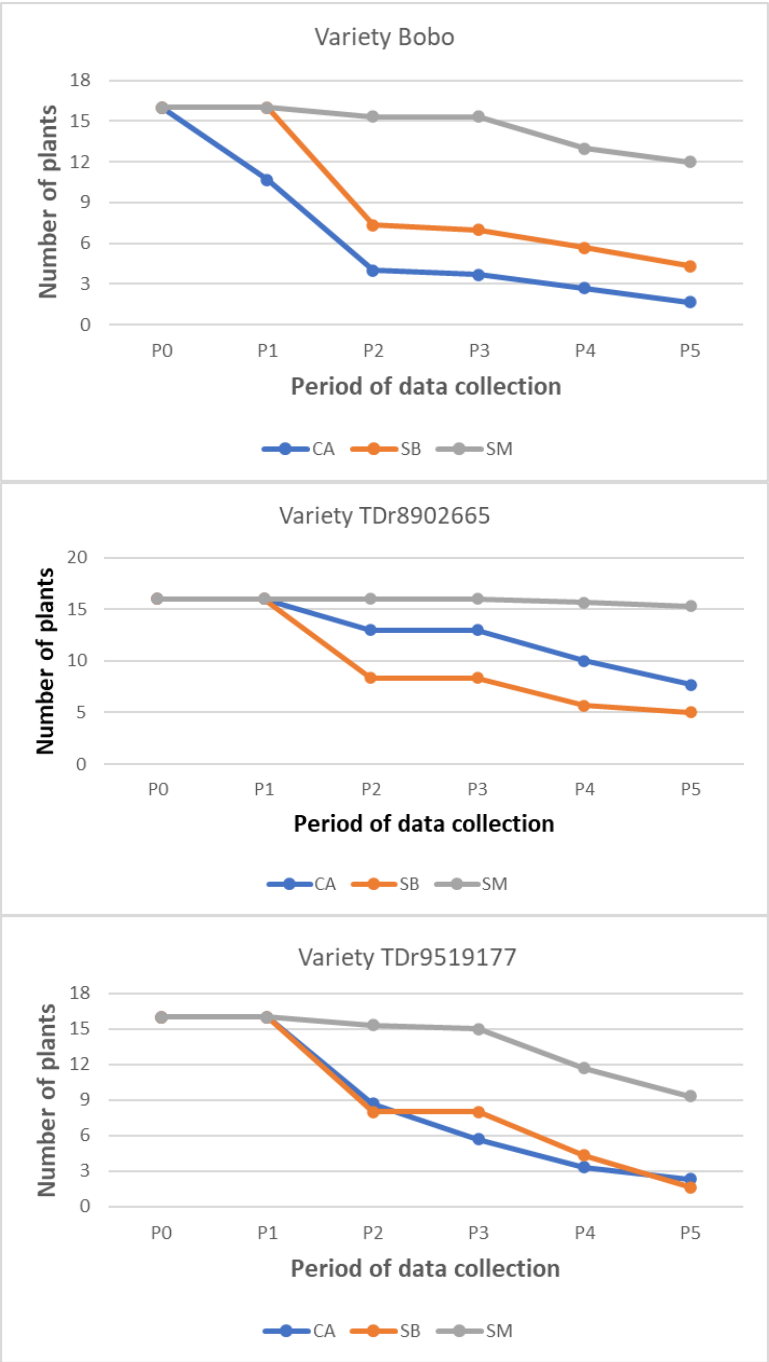 Variety Bobo
Number of plants
18
15
12
9
6
3
0
P0 P1 P2 P3 P4 P5
Period of data collection
CA SB SM
Variety TDr8902665
Number of plants
20
15
10
5
0
P0 P1 P2 P3 P4 P5
Period of data collection
CA SB SM
Variety TDr9519177
Number of plants
18
15
12
9
6
3
0
P0 P1 P2 P3 P4 P5
Period of data collection
CA SB SM